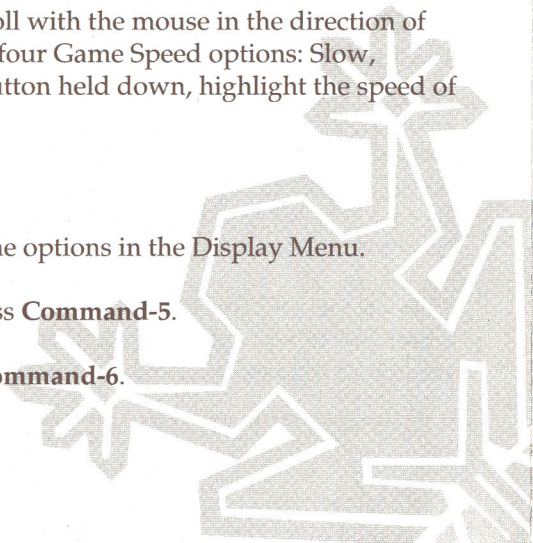 oll with the mouse in the direction of
four Game Speed options: Slow,
utton held down, highlight the speed of
ne options in the Display Menu.
ss Command-5.
ommand-6.